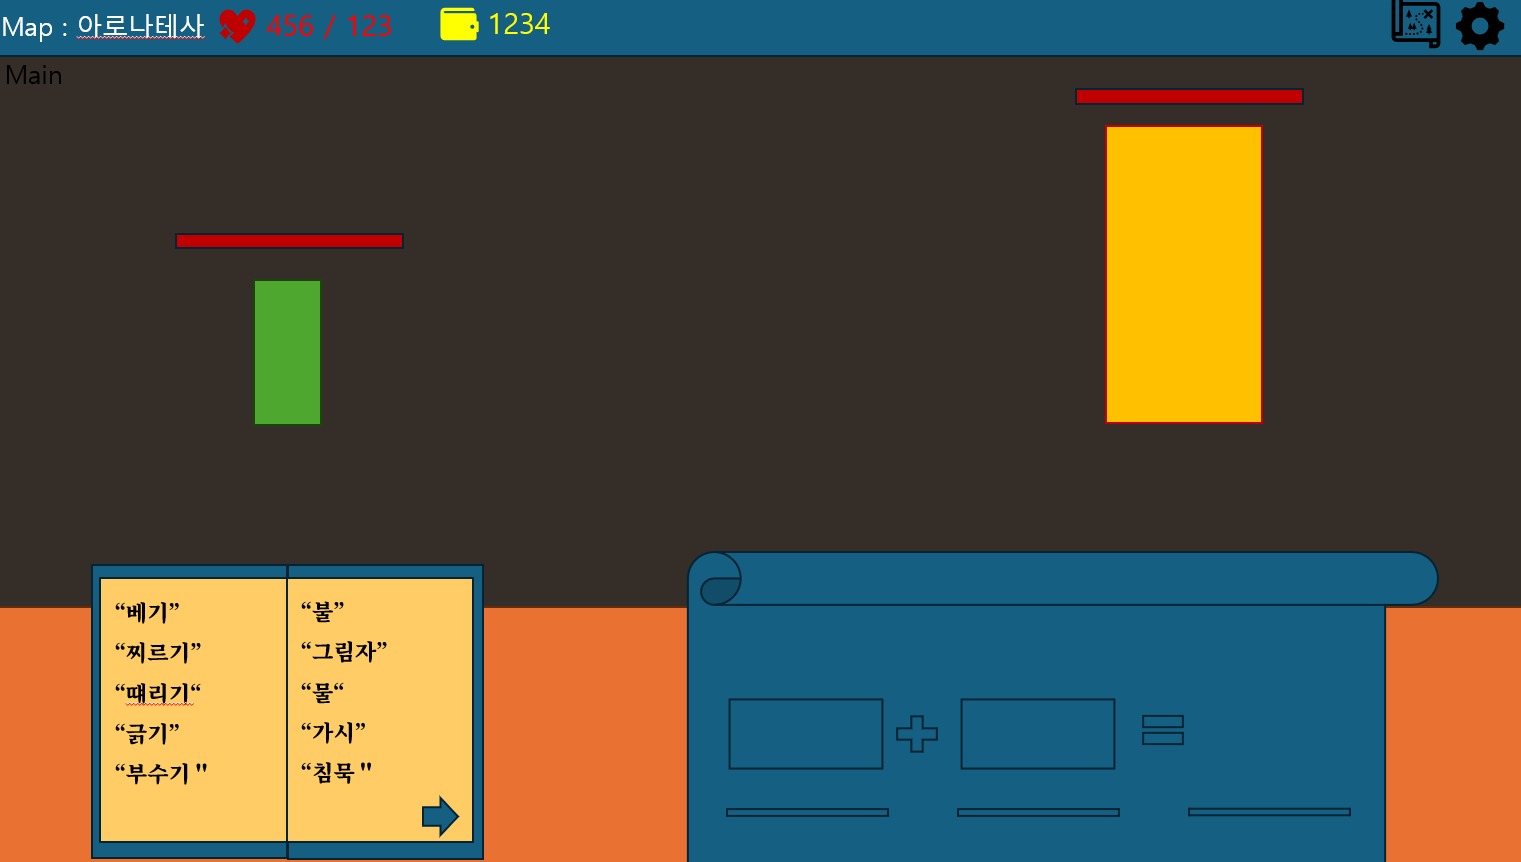 Map : 아로나테사 456 / 123 1234
Main
“베기”
“찌르기”
“떄리기“
“긁기”
“부수기 "
“불”
“그림자”
“물“
“가시”
“침묵 "